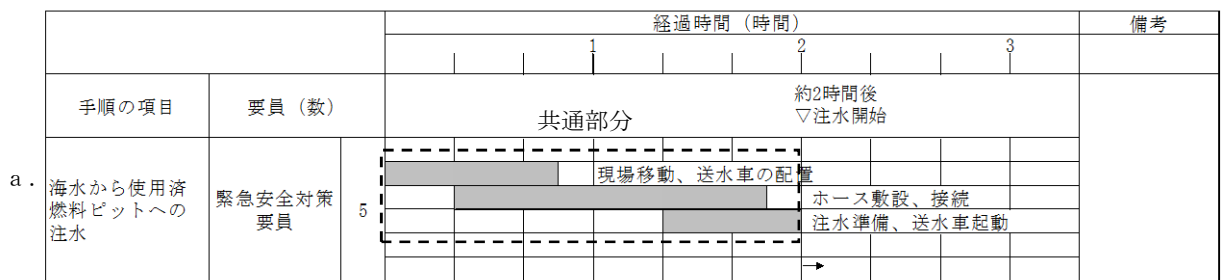 経過時間（時間）
備考
1
2
3
手順の項目
要員（数）
共通部分
約2時間後
▽注水開始
a．
海水から使用済
燃料ピットへの
注水
緊急安全対策
要員
5
現場移動、送水車の配置
ホース敷設、接続
注水準備、送水車起動